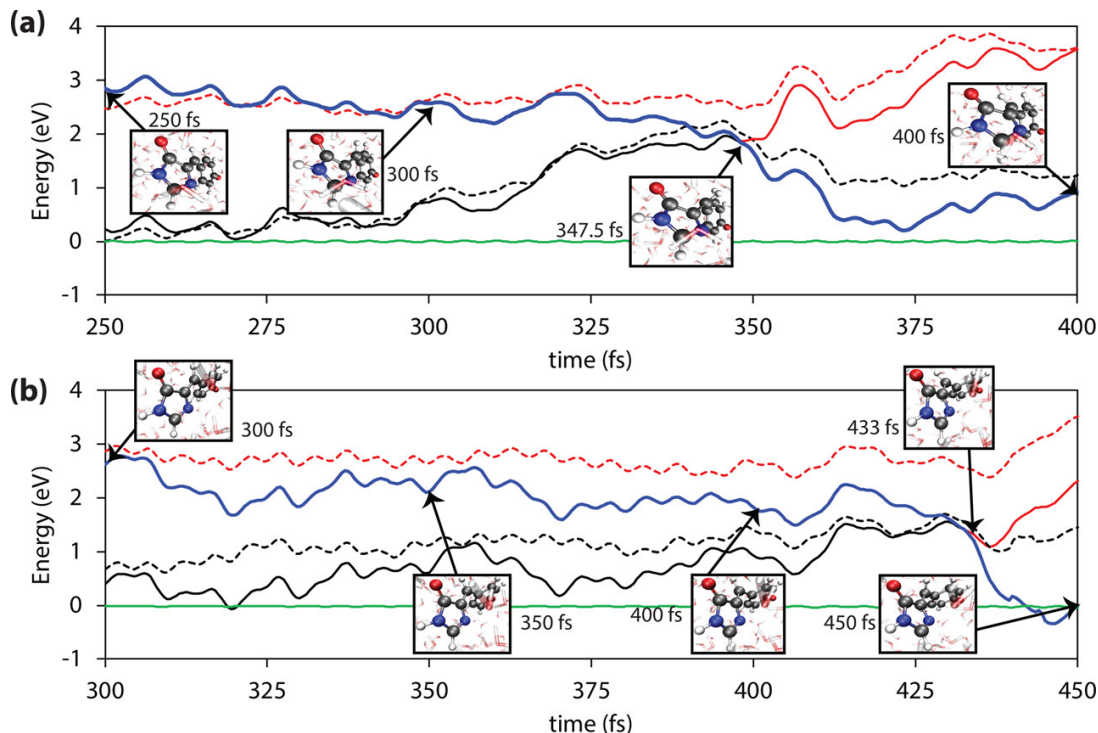 (a)
4
3
2
1
0
-1
Energy (eV)
250 fs
300 fs
347.5 fs
400 fs
250 275 300 325 350 375 400
time (fs)
(b)
4
3
2
1
0
-1
Energy (eV)
300 fs
433 fs
350 fs
400 fs
450 fs
300 325 350 375 400 425 450
time (fs)